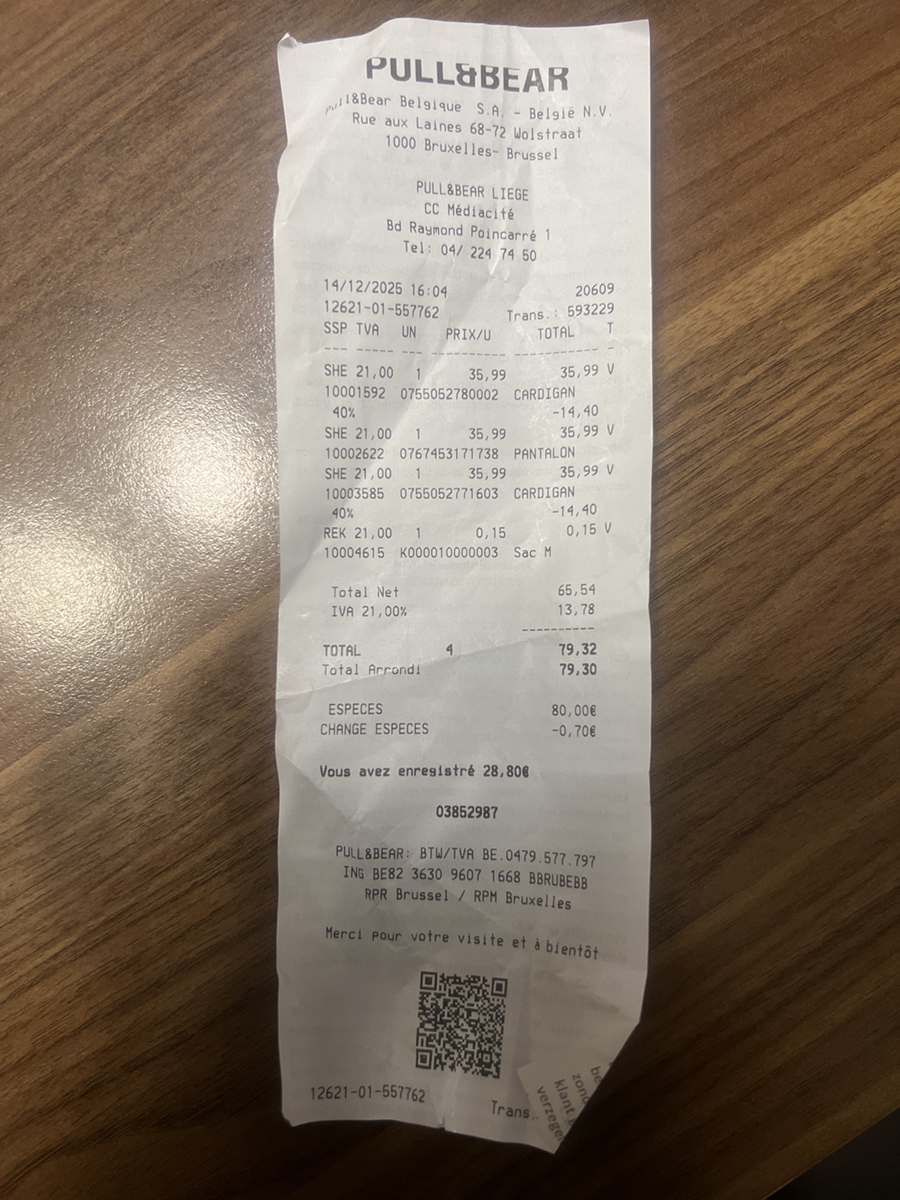 PULL&BEAR
Pull&Bear Belgique S.A. - België N.V.
Rue aux Laines 68-72 Wolstraat
1000 Bruxelles- Brussel
PULL&BEAR LIEGE
CC Médiacité
Bd Raymond Poincarré 1
Tel: 04/ 224 74 50
14/12/2025 16:04 20609
12621-01-557762 Trans.: 593229
SSP TVA UN PRIX/U TOTAL T
--- ----- --- ---------- ----------- -
SHE 21,00 1 35,99 35,99 V
10001592 0755052780002 CARDIGAN
40% -14,40
SHE 21,00 1 35,99 35,99 V
10002622 0767453171738 PANTALON
SHE 21,00 1 35,99 35,99 V
10003585 0755052771603 CARDIGAN
40% -14,40
REK 21,00 1 0,15 0,15 V
10004615 K000010000003 Sac M
Total Net 65,54
IVA 21,00% 13,78
----------
TOTAL 4 79,32
Total Arrondi 79,30
ESPECES 80,00€
CHANGE ESPECES -0,70€
Vous avez enregistré 28,80€
03852987
PULL&BEAR: BTW/TVA BE.0479.577.797
ING BE82 3630 9607 1668 BBRUBEBB
RPR Brussel / RPM Bruxelles
Merci pour votre visite et à bientôt
12621-01-557762 Trans
be
zond
klant
verzege